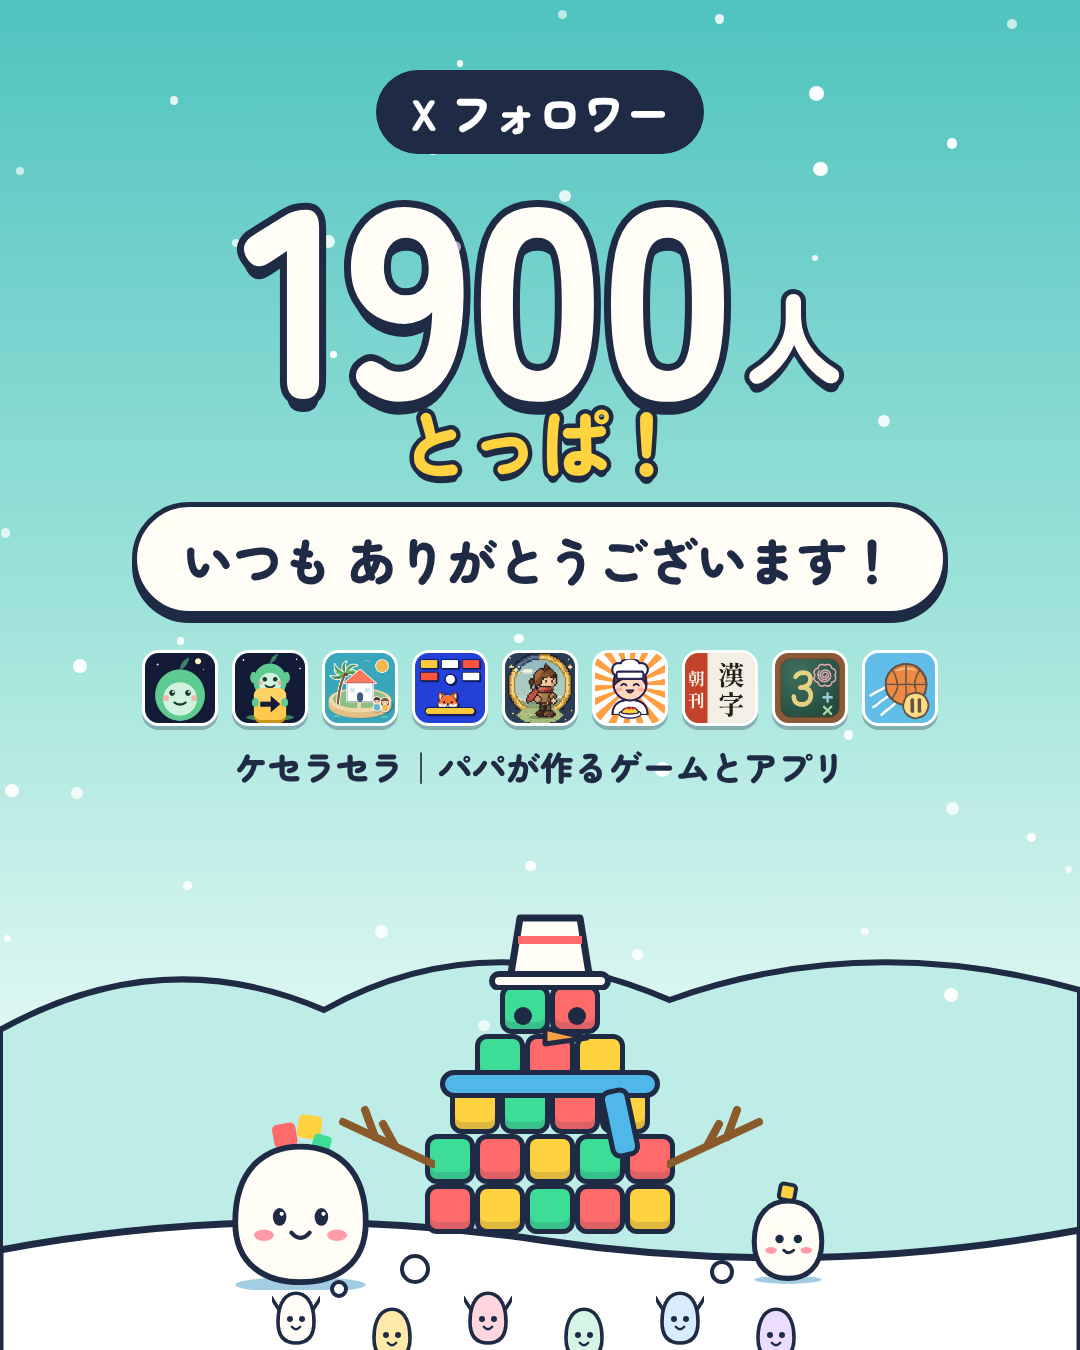 X フォロワー
1900人
とっぱ！
いつも ありがとうございます！
朝刊 漢字
3
ケセラセラ｜パパが作るゲームとアプリ